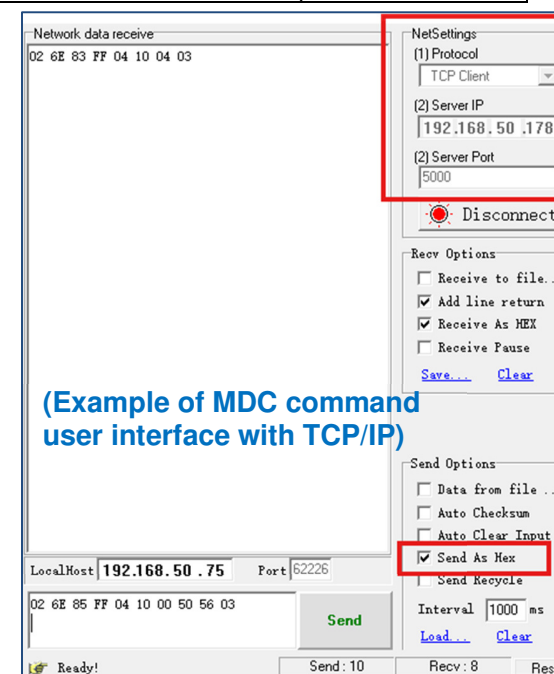 Network data receive
02 6E 83 FF 04 10 04 03
NetSettings
(1) Protocol
TCP Client
(2) Server IP
192.168.50.178
(2) Server Port
5000
Disconnect
Recv Options
Receive to file..
Add line return
Receive As HEX
Receive Pause
Save... Clear
(Example of MDC command
user interface with TCP/IP)
Send Options
Data from file ..
Auto Checksum
Auto Clear Input
Send As Hex
Send Recycle
Interval 1000 ms
Load... Clear
LocalHost 192.168.50.75 Port 62226
02 6E 85 FF 04 10 00 50 56 03
Send
Ready! Send: 10 Recv: 8 Res